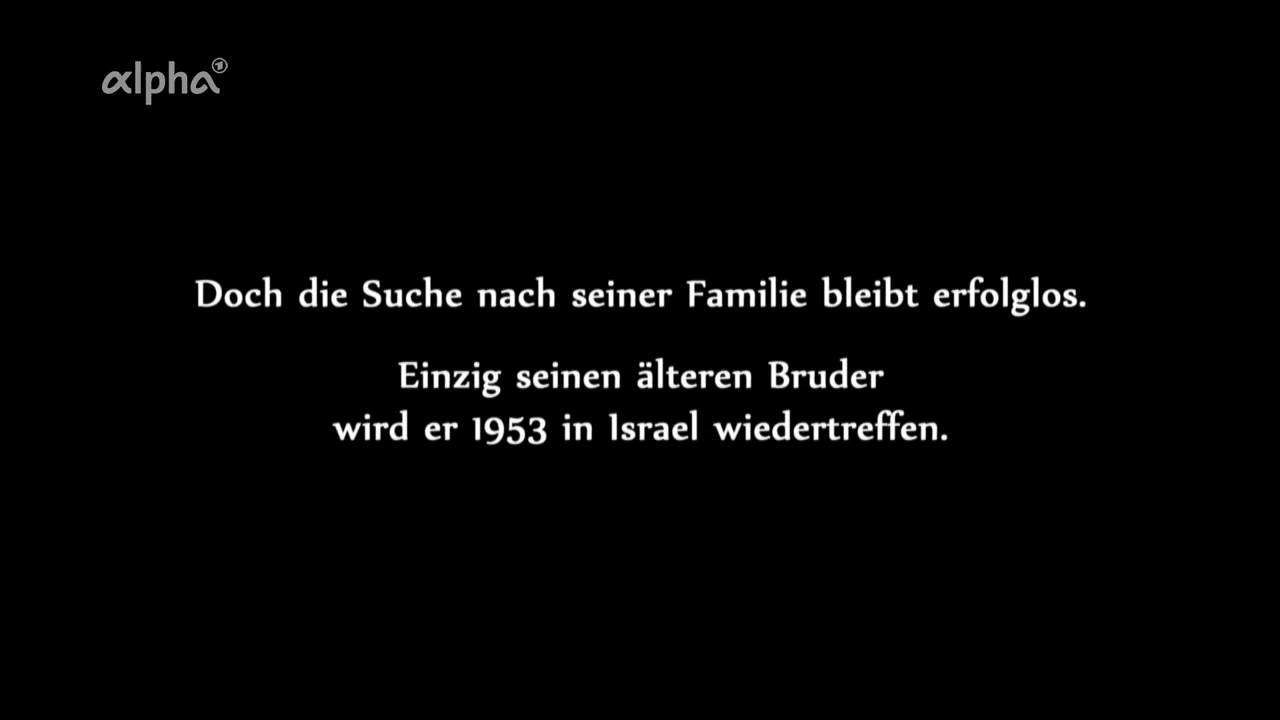 alpha
Doch die Suche nach seiner Familie bleibt erfolglos.
Einzig seinen älteren Bruder
wird er 1953 in Israel wiedertreffen.